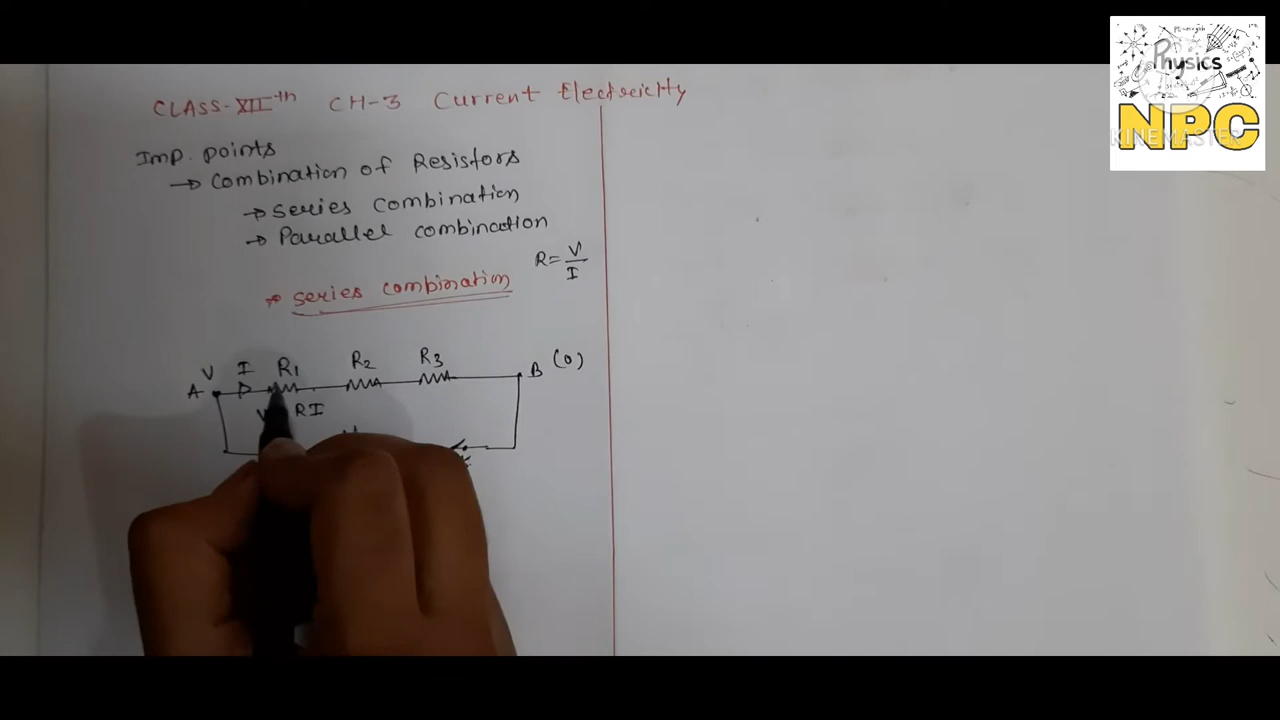 Physics
NPC
KINEMASTER
CLASS-XIIth CH-3 Current Electricity
Imp. points
→ Combination of Resistors
→ Series combination
→ Parallel combination
R = V/I
* Series combination
V I R1 R2 R3
A B (0)
V RI